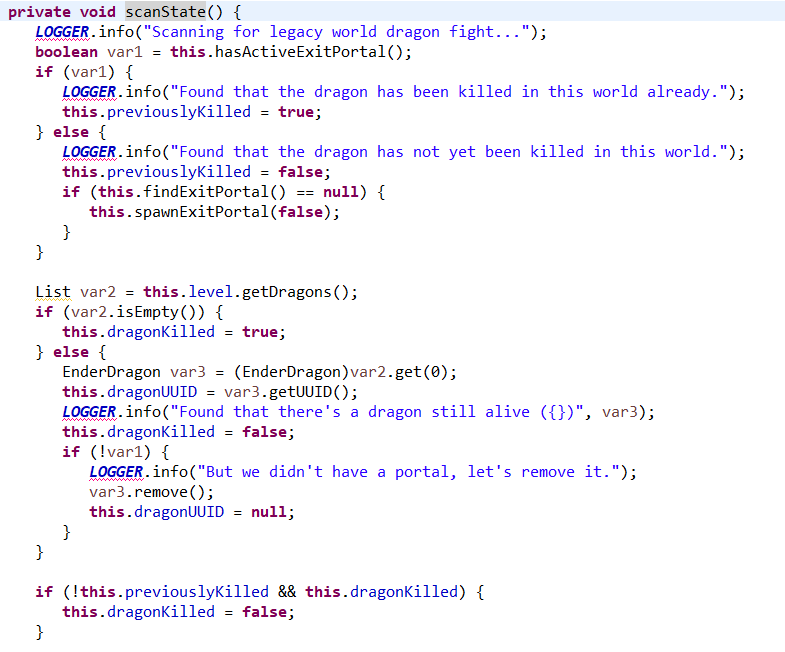 private void scanState() {
LOGGER.info("Scanning for legacy world dragon fight...");
boolean var1 = this.hasActiveExitPortal();
if (var1) {
LOGGER.info("Found that the dragon has been killed in this world already.");
this.previouslyKilled = true;
} else {
LOGGER.info("Found that the dragon has not yet been killed in this world.");
this.previouslyKilled = false;
if (this.findExitPortal() == null) {
this.spawnExitPortal(false);
}
}
List var2 = this.level.getDragons();
if (var2.isEmpty()) {
this.dragonKilled = true;
} else {
EnderDragon var3 = (EnderDragon)var2.get(0);
this.dragonUUID = var3.getUUID();
LOGGER.info("Found that there's a dragon still alive ({})", var3);
this.dragonKilled = false;
if (!var1) {
LOGGER.info("But we didn't have a portal, let's remove it.");
var3.remove();
this.dragonUUID = null;
}
}
if (!this.previouslyKilled && this.dragonKilled) {
this.dragonKilled = false;
}